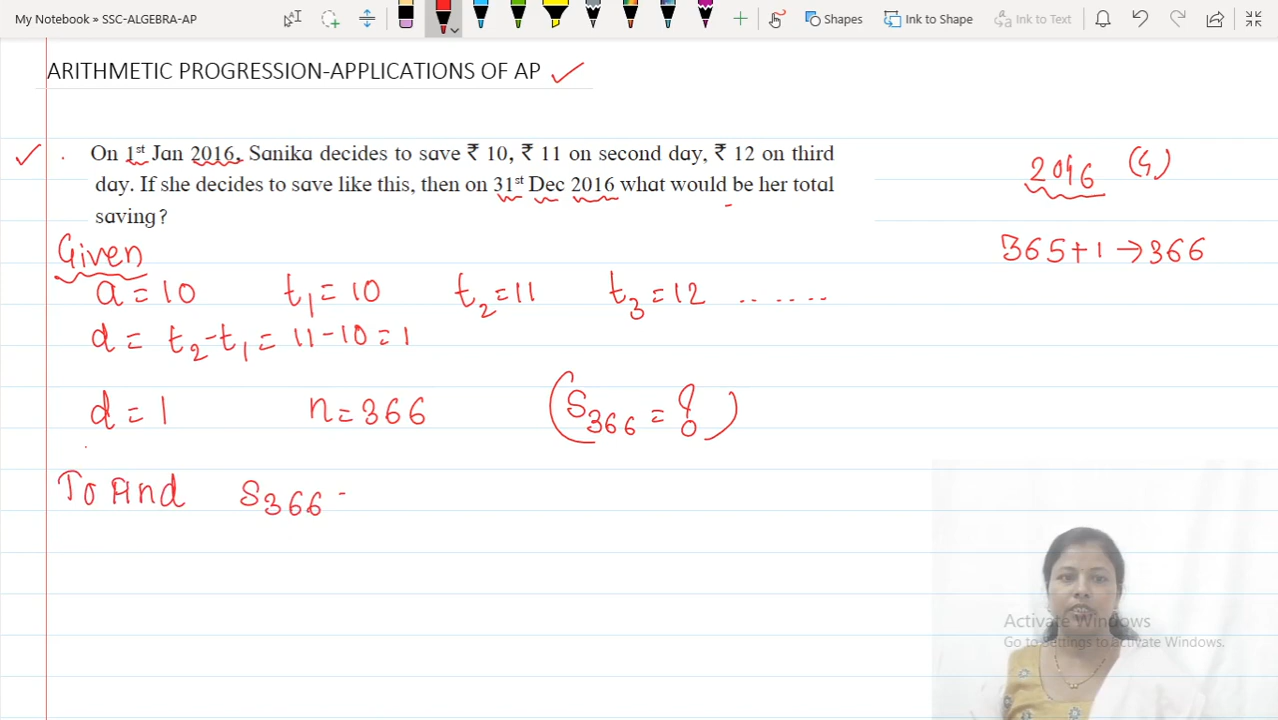 My Notebook » SSC-ALGEBRA-AP
Shapes
Ink to Shape
Ink to Text
ARITHMETIC PROGRESSION-APPLICATIONS OF AP
On 1st Jan 2016, Sanika decides to save ₹ 10, ₹ 11 on second day, ₹ 12 on third
day. If she decides to save like this, then on 31st Dec 2016 what would be her total
saving?
2016 (4)
365+1→366
Given
a=10 t₁=10 t₂=11 t₃=12 .......
d= t₂-t₁= 11-10=1
d=1 n=366 (S₃₆₆=?)
To Find S₃₆₆-
Activate Windows
Go to Settings to activate Windows.